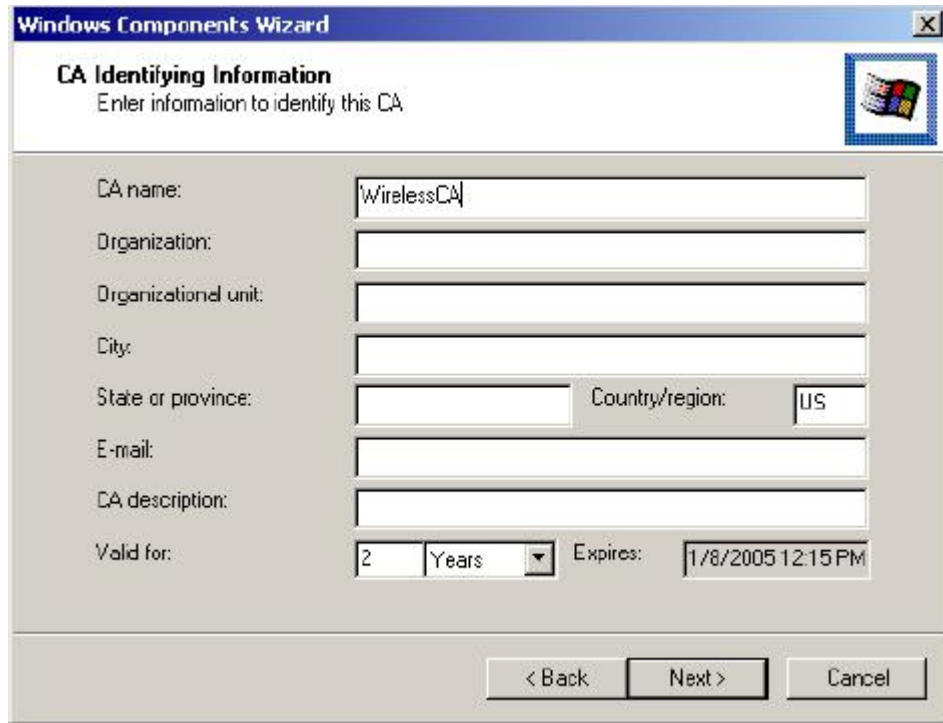 Windows Components Wizard
CA Identifying Information
Enter information to identify this CA
CA name: WirelessCA
Organization:
Organizational unit:
City:
State or province: Country/region: US
E-mail:
CA description:
Valid for: 2 Years Expires: 1/8/2005 12:15 PM
< Back Next > Cancel